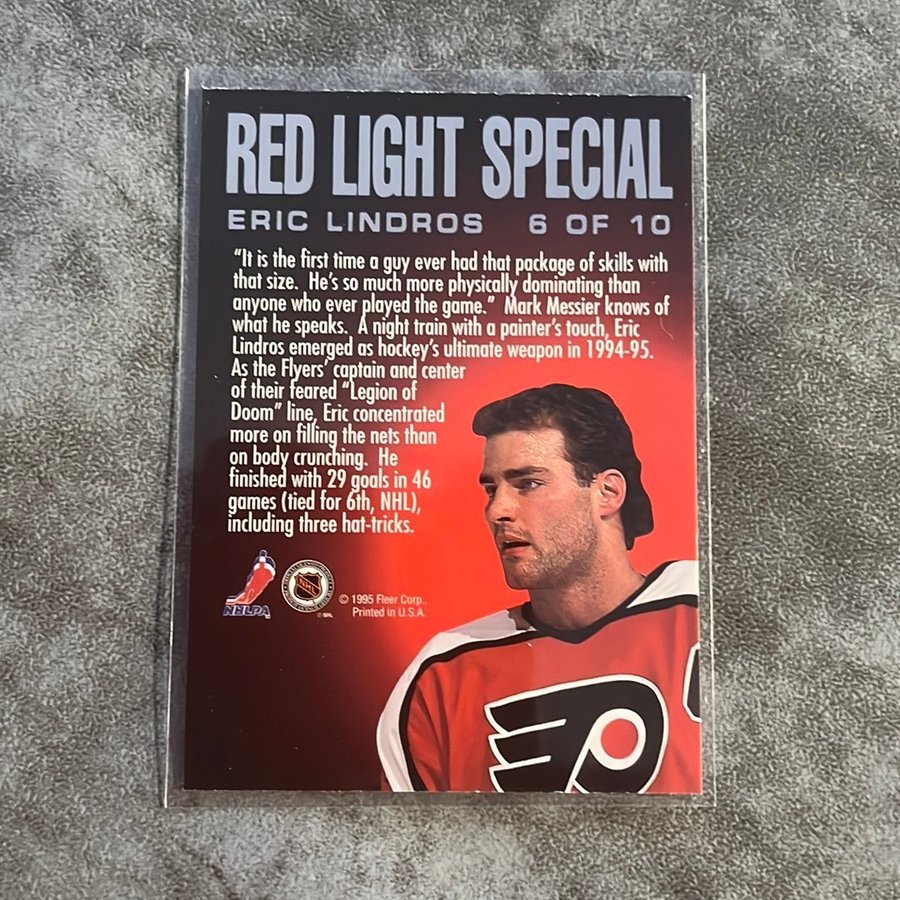 RED LIGHT SPECIAL
ERIC LINDROS 6 OF 10
"It is the first time a guy ever had that package of skills with
that size. He's so much more physically dominating than
anyone who ever played the game." Mark Messier knows of
what he speaks. A night train with a painter's touch, Eric
Lindros emerged as hockey's ultimate weapon in 1994-95.
As the Flyers' captain and center
of their feared "Legion of
Doom" line, Eric concentrated
more on filling the nets than
on body crunching. He
finished with 29 goals in 46
games (tied for 6th, NHL),
including three hat-tricks.
NHLPA
NHL
© NHL
© 1995 Fleer Corp.
Printed in U.S.A.